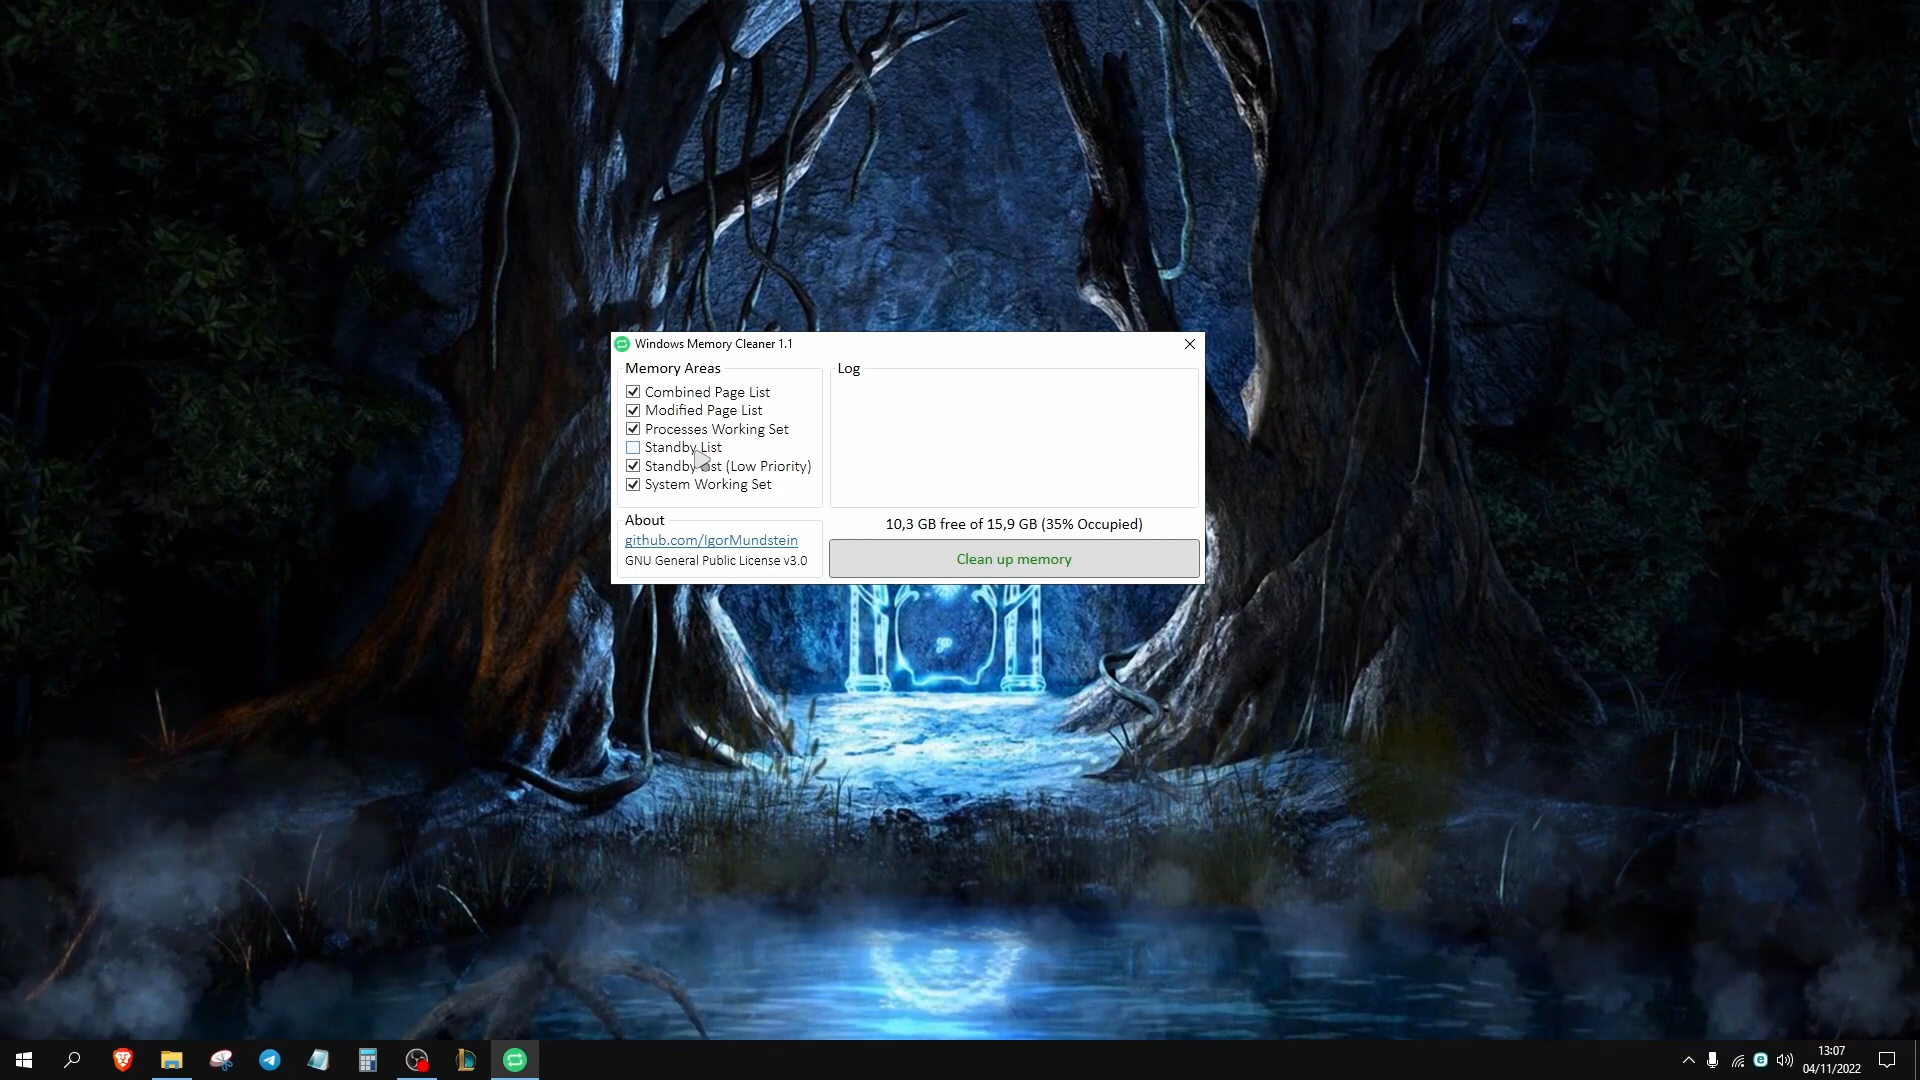 Windows Memory Cleaner 1.1
Memory Areas
Combined Page List
Modified Page List
Processes Working Set
Standby List
Standby List (Low Priority)
System Working Set
Log
About
github.com/IgorMundstein
GNU General Public License v3.0
10,3 GB free of 15,9 GB (35% Occupied)
Clean up memory
13:07
04/11/2022